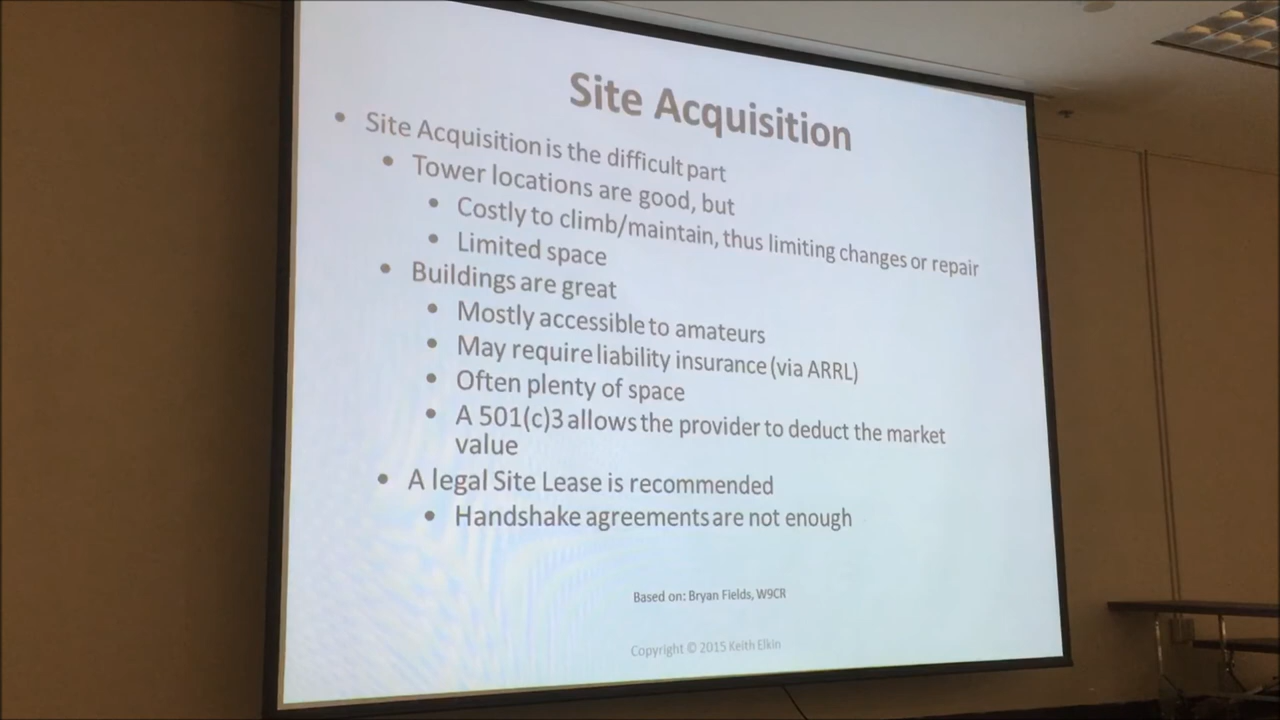 Site Acquisition
• Site Acquisition is the difficult part
• Tower locations are good, but
• Costly to climb/maintain, thus limiting changes or repair
• Limited space
• Buildings are great
• Mostly accessible to amateurs
• May require liability insurance (via ARRL)
• Often plenty of space
• A 501(c)3 allows the provider to deduct the market
value
• A legal Site Lease is recommended
• Handshake agreements are not enough
Based on: Bryan Fields, W9CR
Copyright © 2015 Keith Elkin